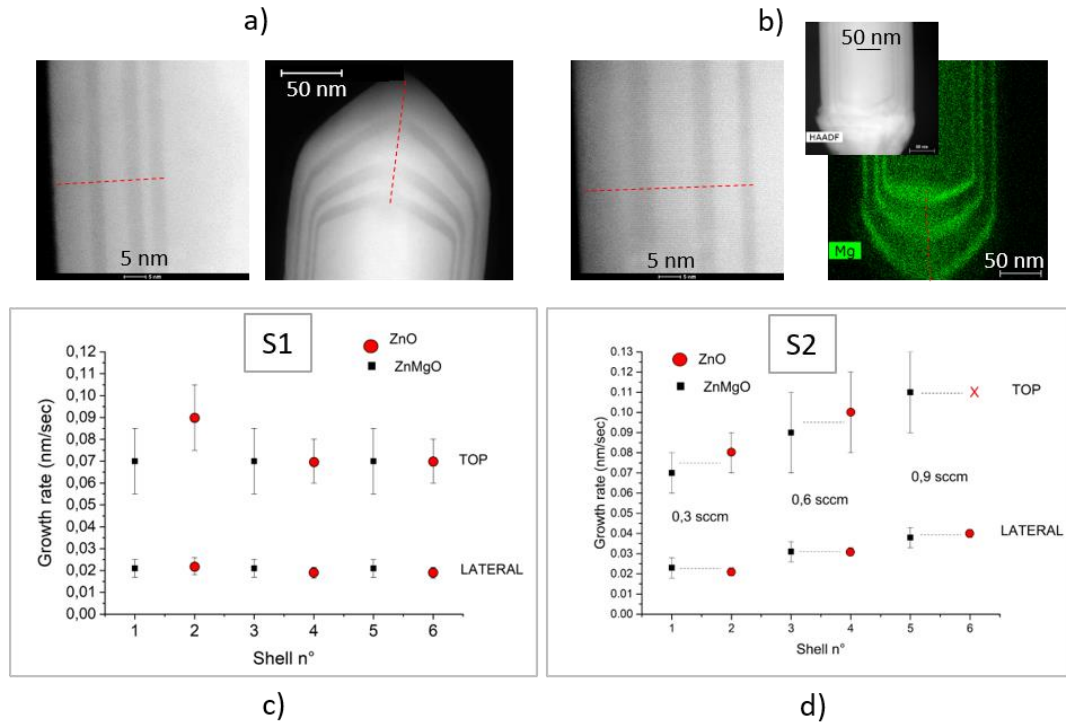 a)
b)
50 nm
50 nm
HAADF
5 nm
5 nm
5 nm
5 nm
Mg
50 nm
S1
ZnO
ZnMgO
0,12
0,11
0,10
0,09
0,08
0,07
0,06
0,05
0,04
0,03
0,02
0,01
0,00
Growth rate (nm/sec)
TOP
LATERAL
1 2 3 4 5 6
Shell n°
S2
ZnO
ZnMgO
0.13
0.12
0.11
0.10
0.09
0.08
0.07
0.06
0.05
0.04
0.03
0.02
0.01
0.00
Growth rate (nm/sec)
TOP
0,3 sccm
0,6 sccm
0,9 sccm
LATERAL
1 2 3 4 5 6
Shell n°
c)
d)